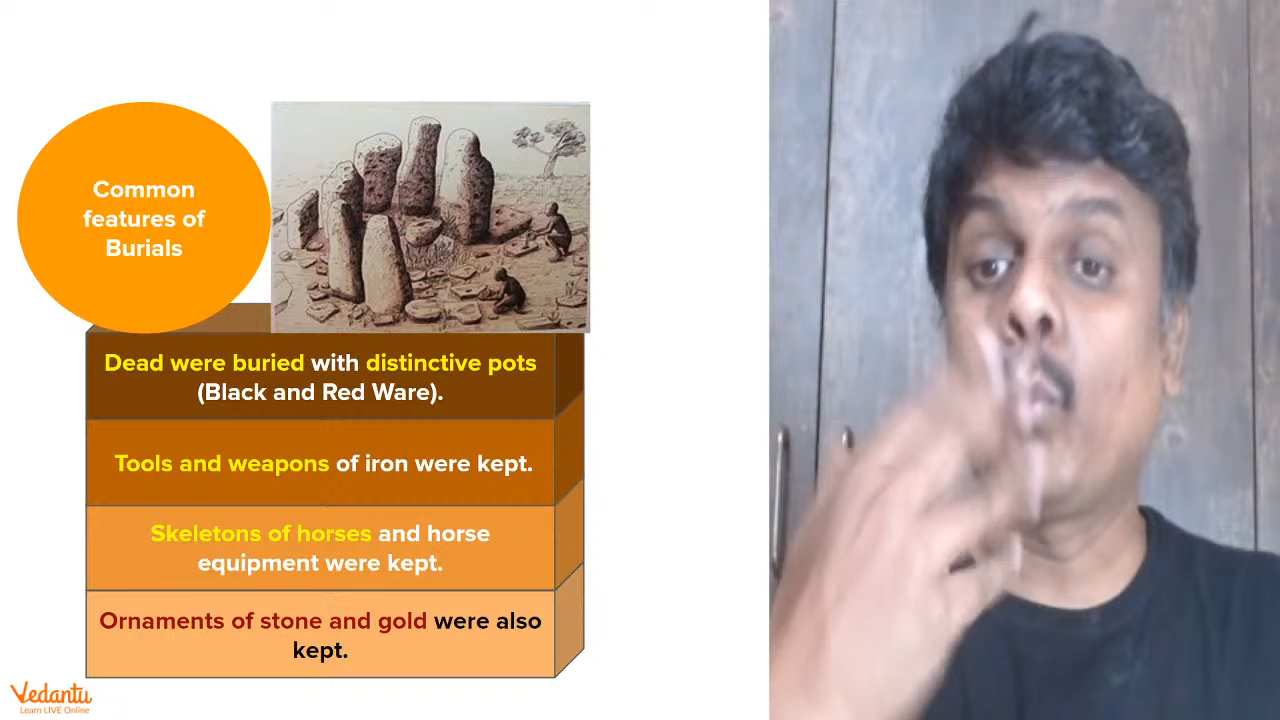 Common
features of
Burials
Dead were buried with distinctive pots
(Black and Red Ware).
Tools and weapons of iron were kept.
Skeletons of horses and horse
equipment were kept.
Ornaments of stone and gold were also
kept.
Vedantu
Learn LIVE Online